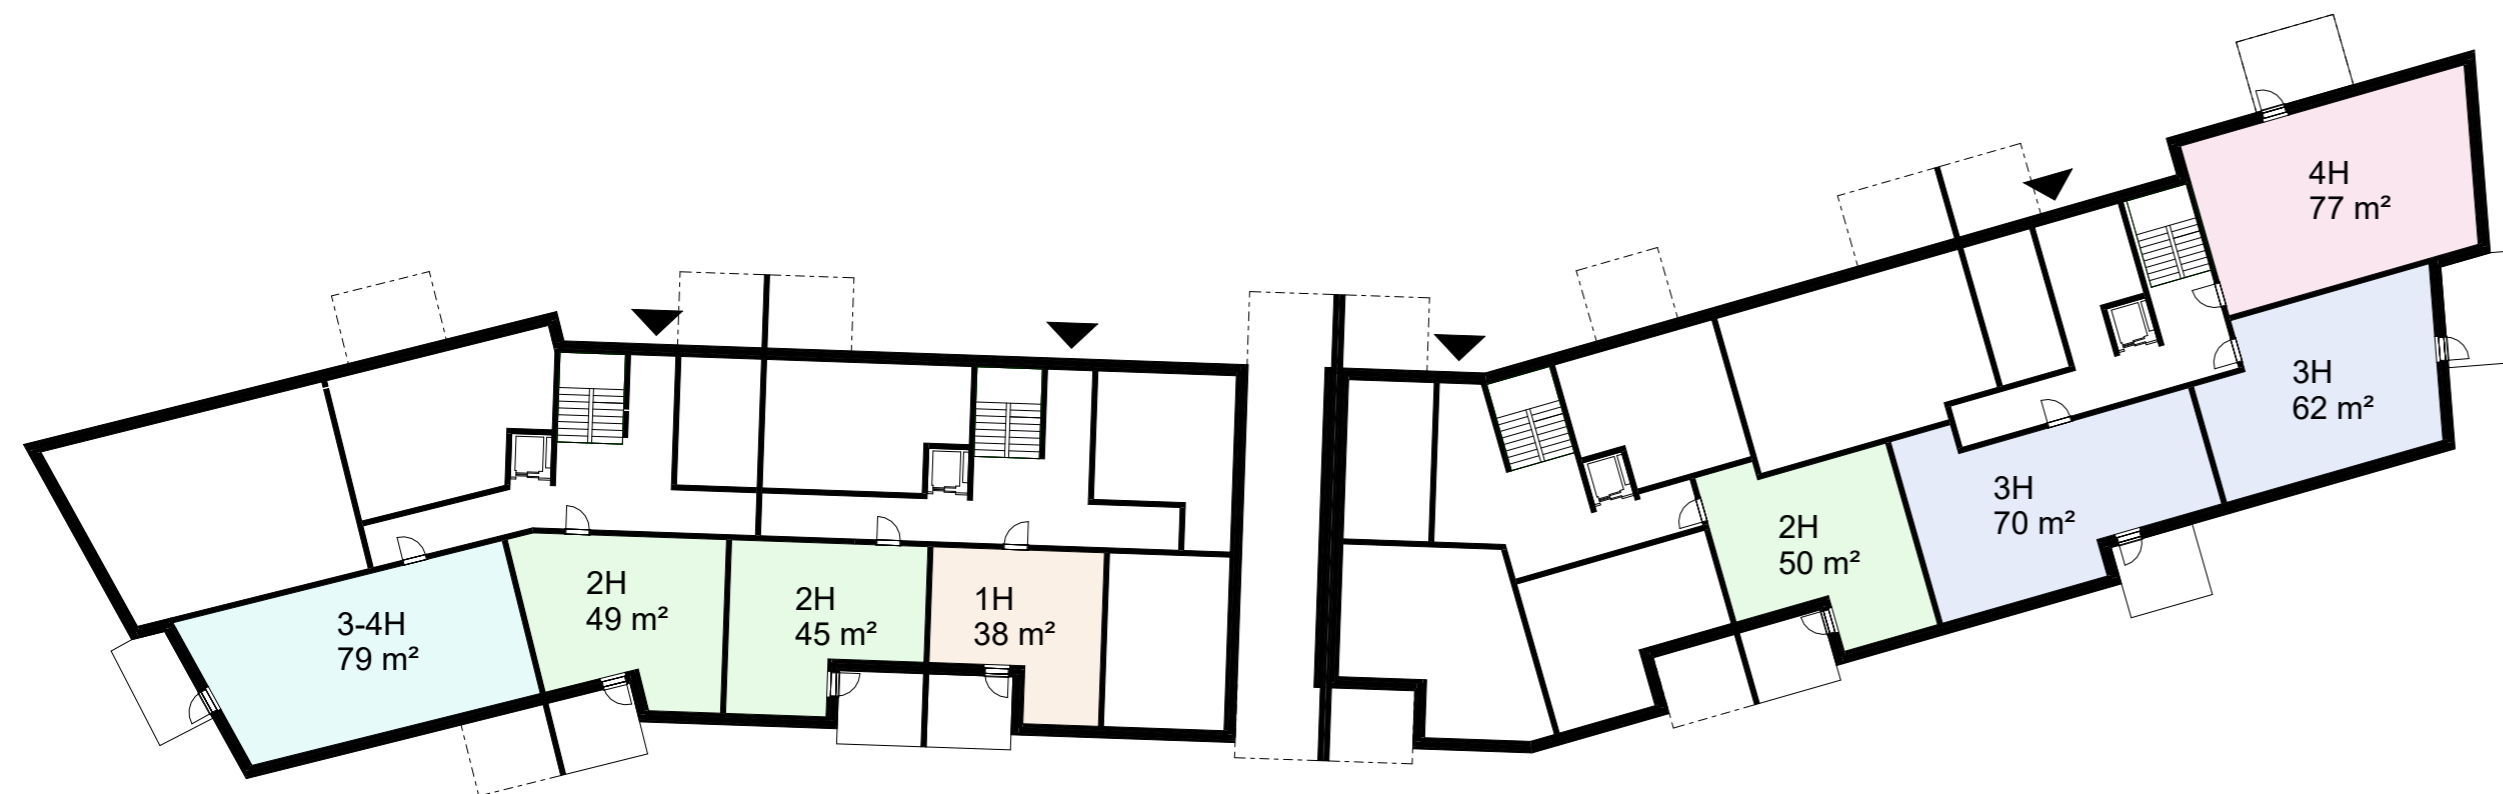 4H
77 m²
3H
62 m²
3H
70 m²
2H
50 m²
2H
49 m²
2H
45 m²
1H
38 m²
3-4H
79 m²